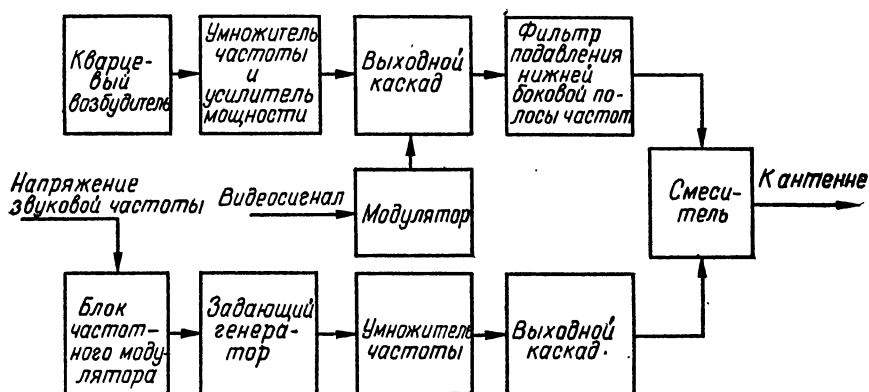 Кварце-
вый
возбудитель
Умножитель
частоты
и
усилитель
мощности
Выходной
каскад
Фильтр
подавления
нижней
боковой по-
лосы частот
Напряжение
звуковой частоты
Видеосигнал
Модулятор
Смеси-
тель
К антенне
Блок
частот-
ного моду-
лятора
Задающий
генера-
тор
Умножитель
частоты
Выходной
каскад.